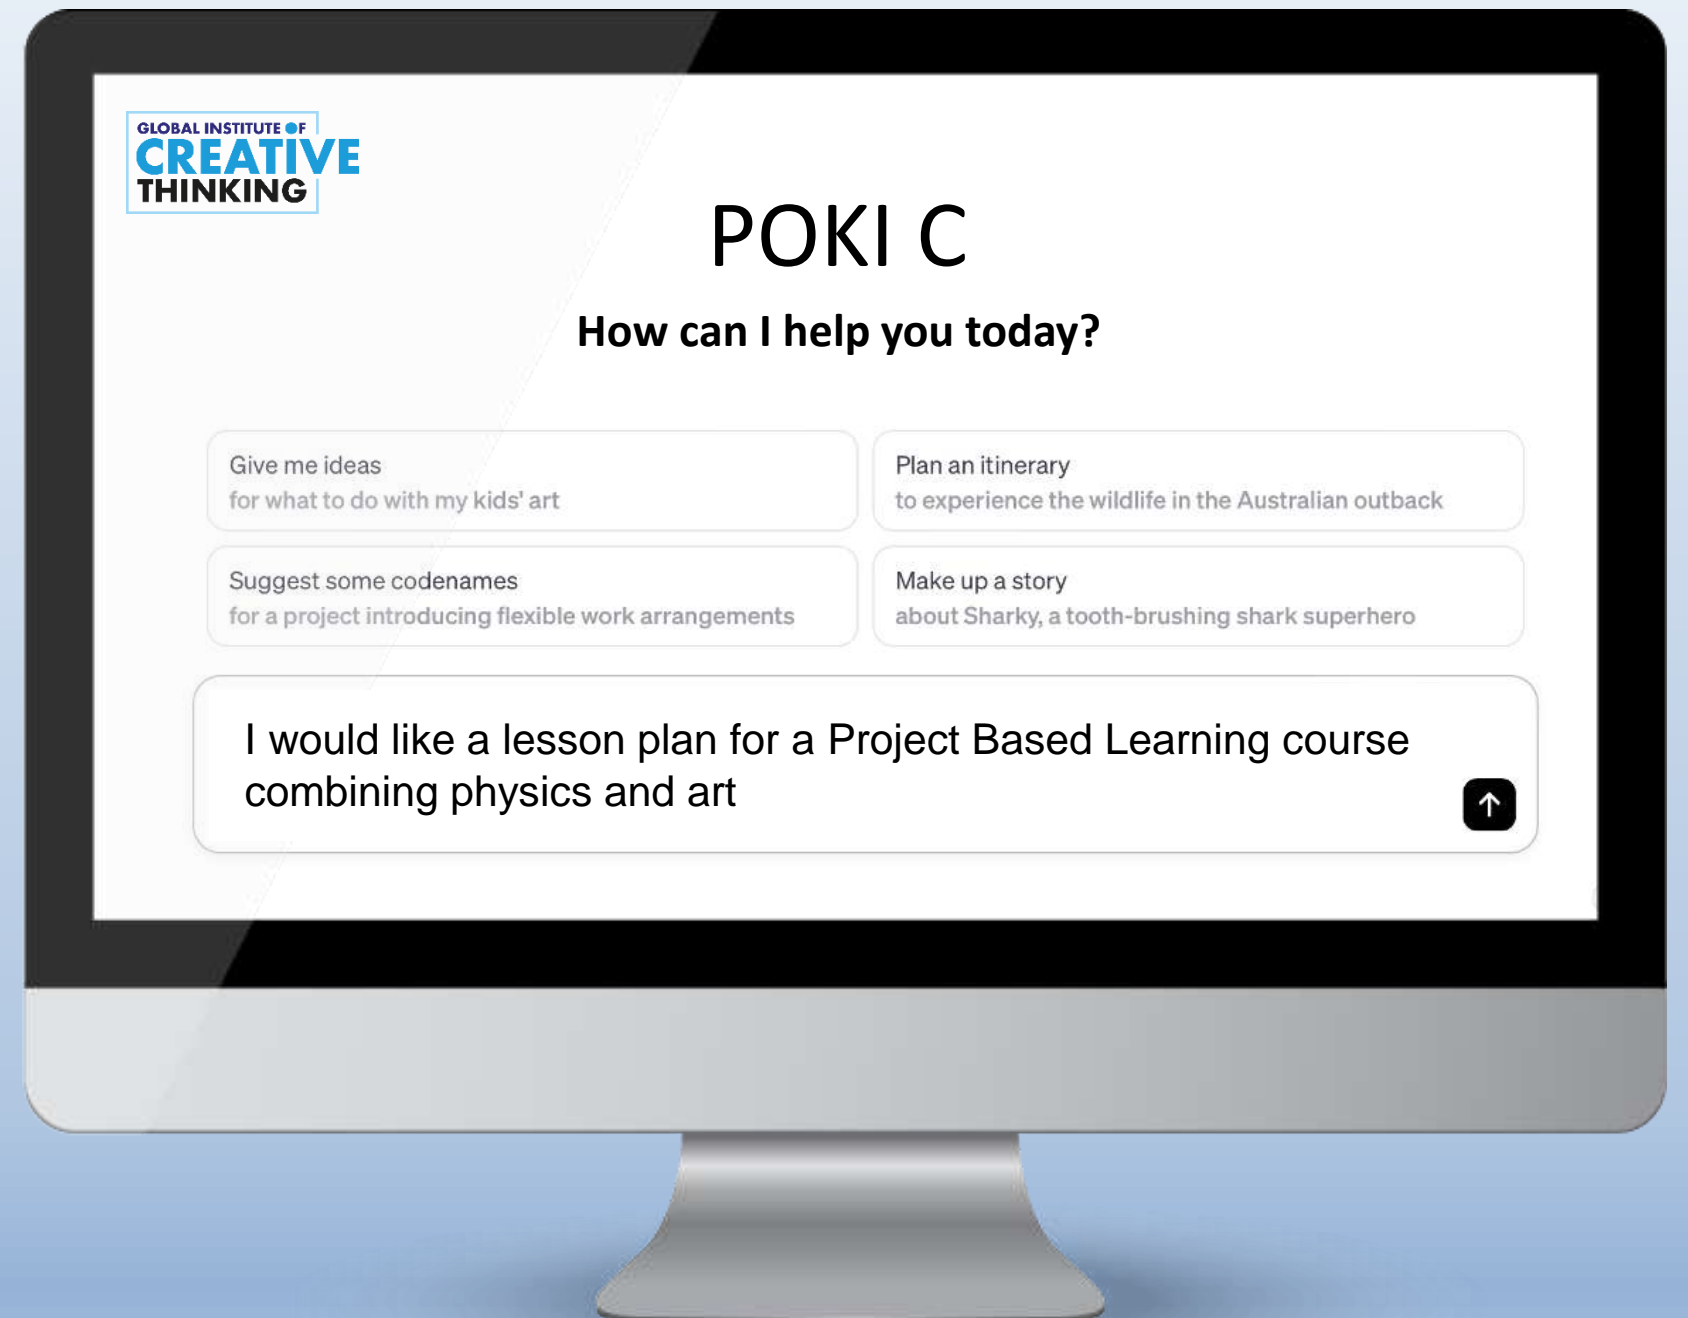 GLOBAL INSTITUTE OF
CREATIVE
THINKING
POKI C
How can I help you today?
Give me ideas
for what to do with my kids' art
Plan an itinerary
to experience the wildlife in the Australian outback
Suggest some codenames
for a project introducing flexible work arrangements
Make up a story
about Sharky, a tooth-brushing shark superhero
I would like a lesson plan for a Project Based Learning course
combining physics and art